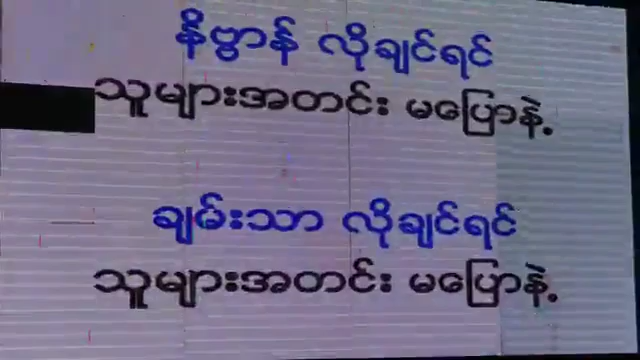 နိဗ္ဗာန် လိုချင်ရင်
သူများအတင်း မပြောနဲ့.
ချမ်းသာ လိုချင်ရင်
သူများအတင်း မပြောနဲ့.